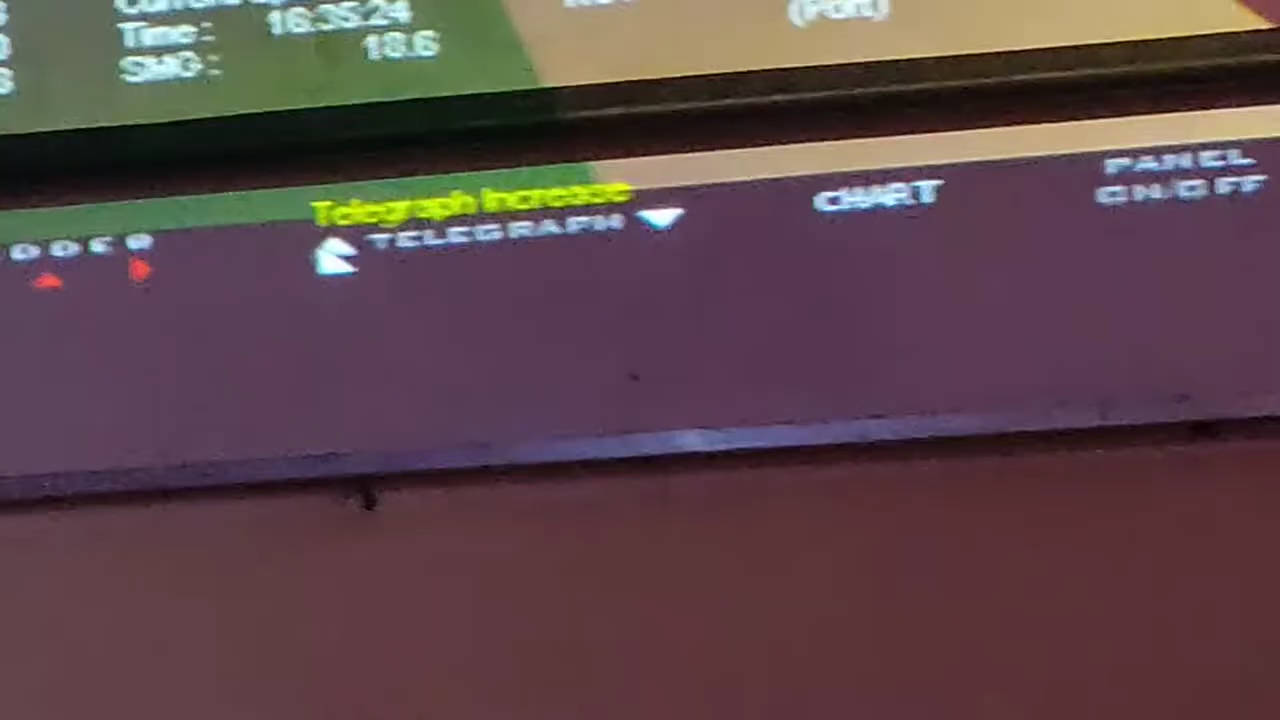 Time: 16:35:24
SMG: 10.6
(Port)
Telegraph Increase
TELEGRAPH
CHART
PANEL
ON/OFF